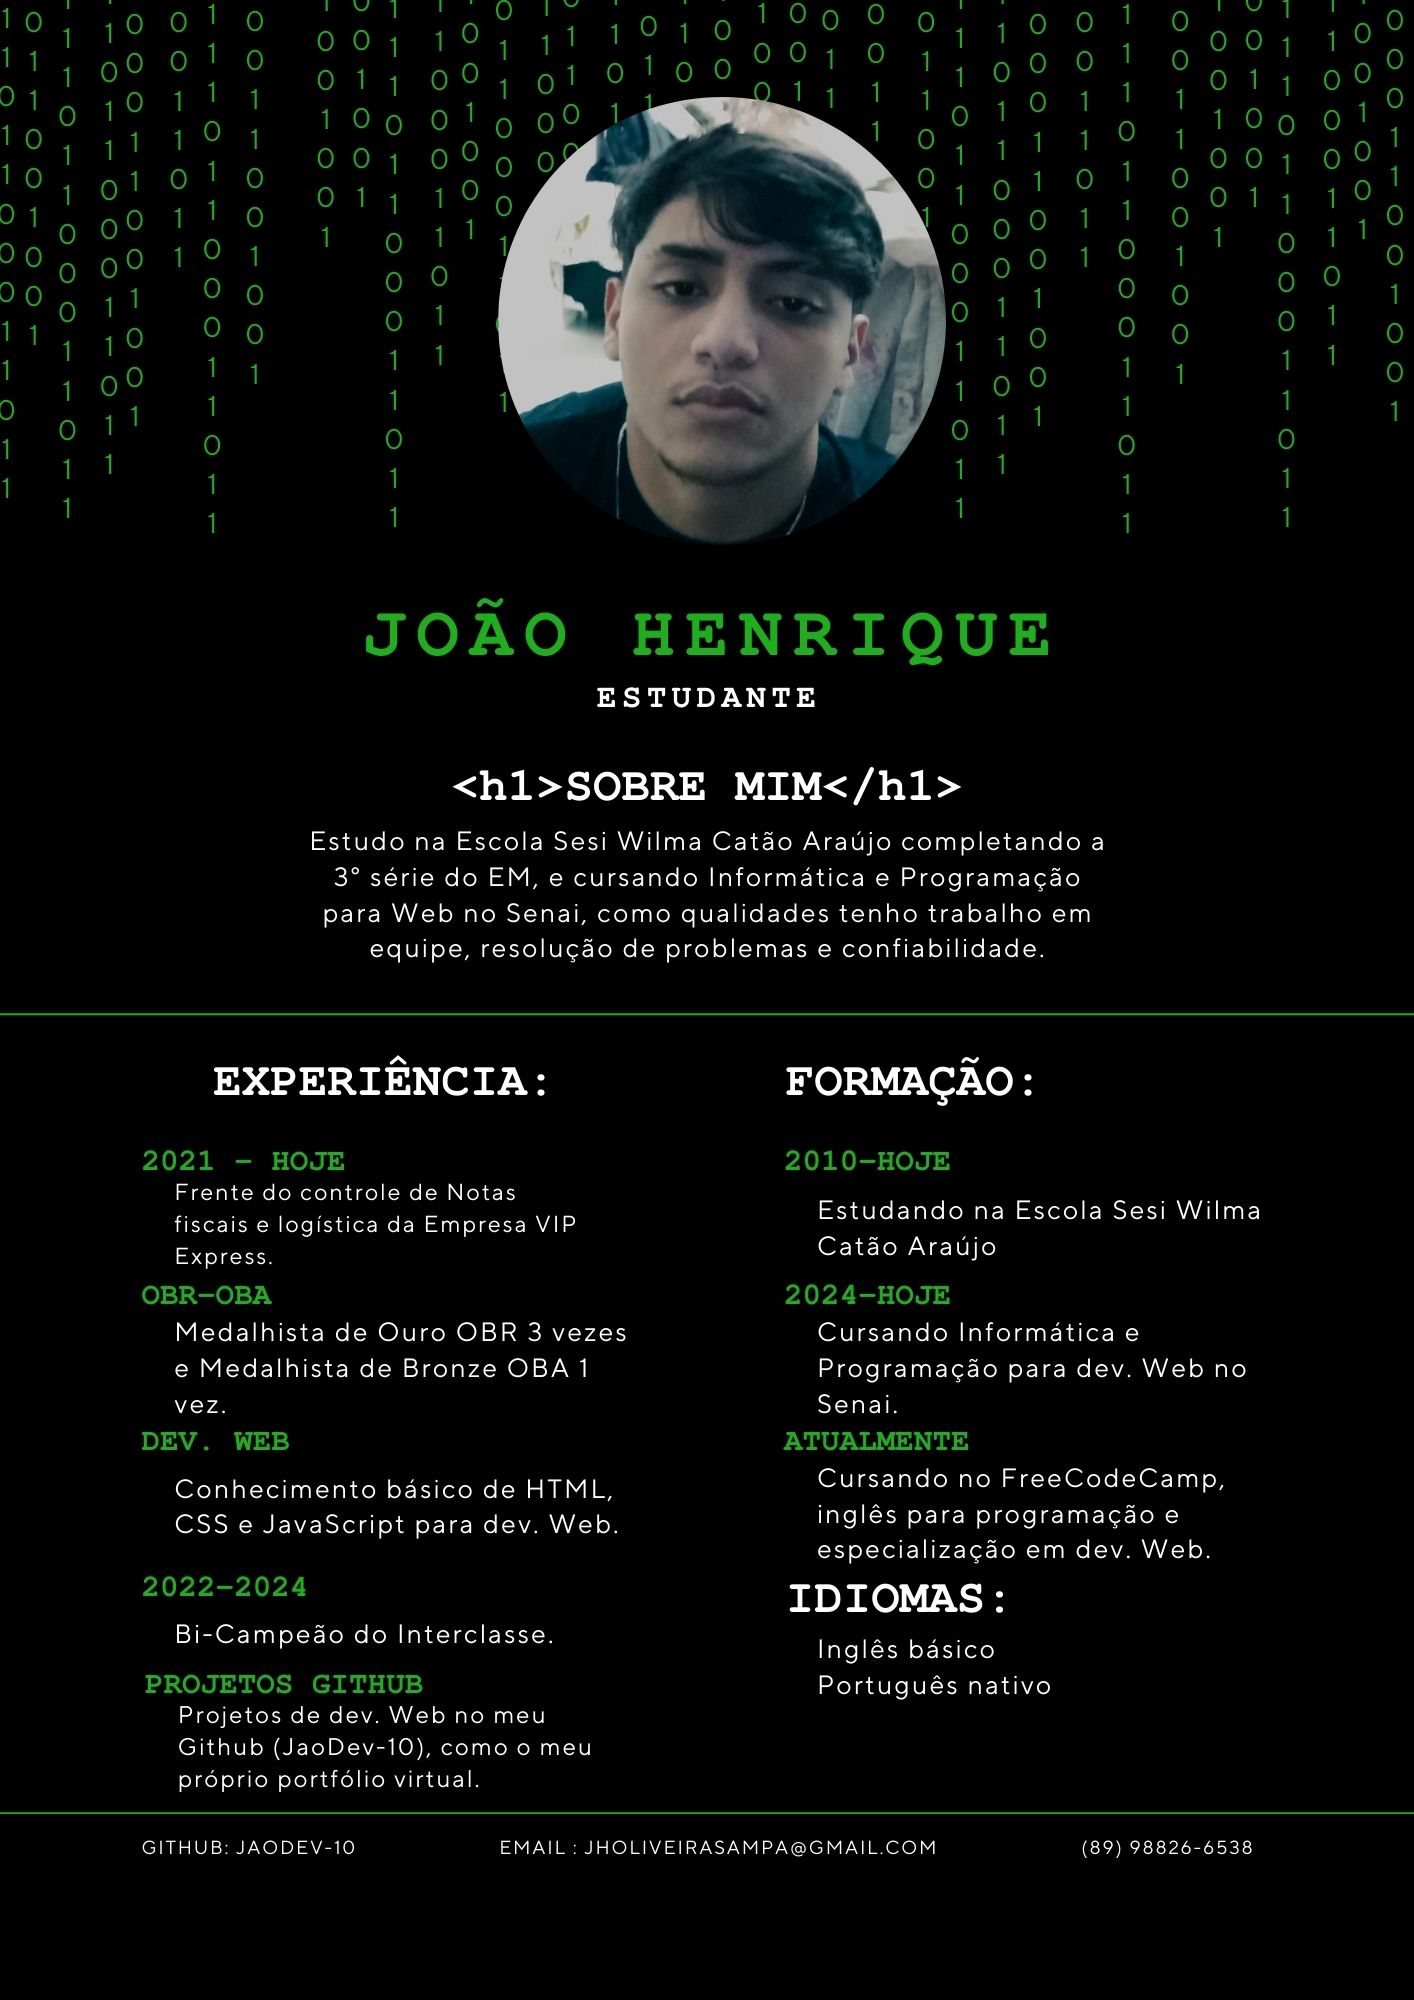 JOÃO HENRIQUE
ESTUDANTE
<h1>SOBRE MIM</h1>
Estudo na Escola Sesi Wilma Catão Araújo completando a
3° série do EM, e cursando Informática e Programação
para Web no Senai, como qualidades tenho trabalho em
equipe, resolução de problemas e confiabilidade.
EXPERIÊNCIA:
2021 - HOJE
Frente do controle de Notas
fiscais e logística da Empresa VIP
Express.
OBR-OBA
Medalhista de Ouro OBR 3 vezes
e Medalhista de Bronze OBA 1
vez.
DEV. WEB
Conhecimento básico de HTML,
CSS e JavaScript para dev. Web.
2022-2024
Bi-Campeão do Interclasse.
PROJETOS GITHUB
Projetos de dev. Web no meu
Github (JaoDev-10), como o meu
próprio portfólio virtual.
FORMAÇÃO:
2010-HOJE
Estudando na Escola Sesi Wilma
Catão Araújo
2024-HOJE
Cursando Informática e
Programação para dev. Web no
Senai.
ATUALMENTE
Cursando no FreeCodeCamp,
inglês para programação e
especialização em dev. Web.
IDIOMAS:
Inglês básico
Português nativo
GITHUB: JAODEV-10
EMAIL : JHOLIVEIRASAMPA@GMAIL.COM
(89) 98826-6538